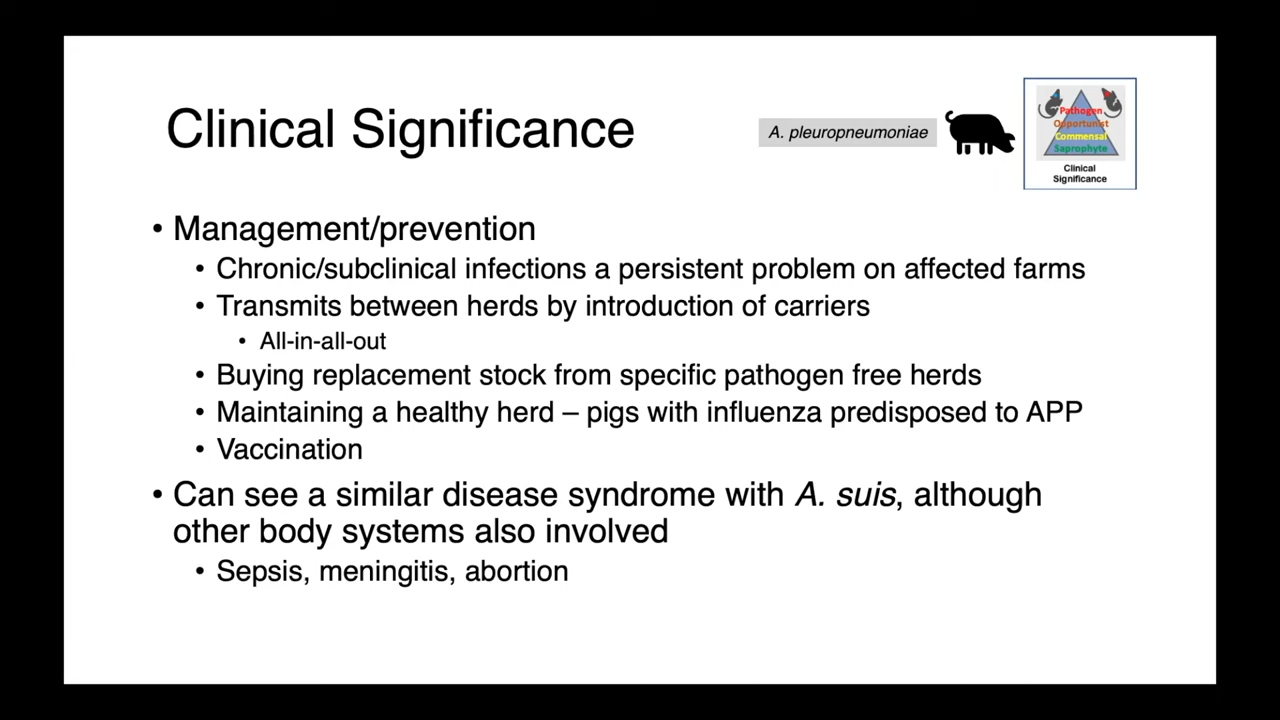 Clinical Significance
A. pleuropneumoniae
Pathogen
Opportunist
Commensal
Saprophyte
Clinical
Significance
• Management/prevention
• Chronic/subclinical infections a persistent problem on affected farms
• Transmits between herds by introduction of carriers
• All-in-all-out
• Buying replacement stock from specific pathogen free herds
• Maintaining a healthy herd – pigs with influenza predisposed to APP
• Vaccination
• Can see a similar disease syndrome with A. suis, although
other body systems also involved
• Sepsis, meningitis, abortion